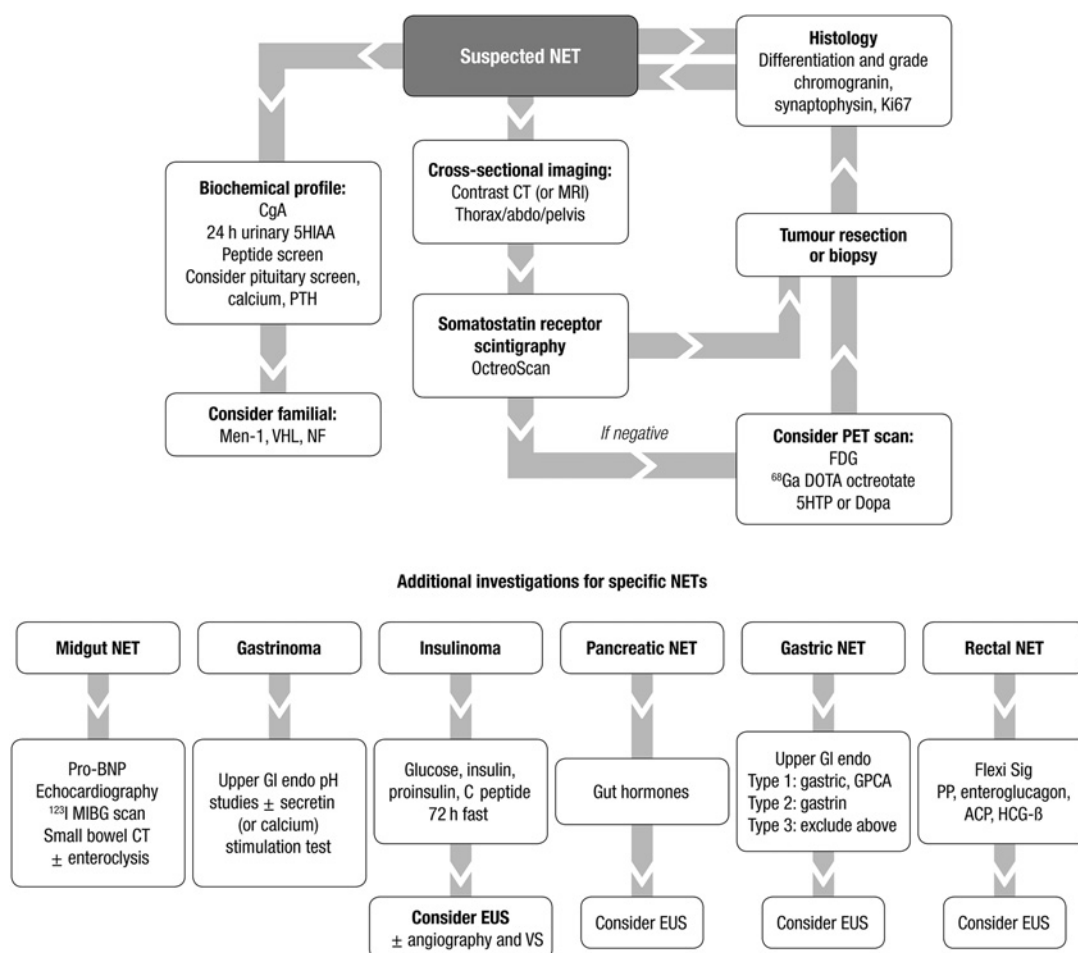 Suspected NET
Histology
Differentiation and grade
chromogranin,
synaptophysin, Ki67
Biochemical profile:
CgA
24 h urinary 5HIAA
Peptide screen
Consider pituitary screen,
calcium, PTH
Cross-sectional imaging:
Contrast CT (or MRI)
Thorax/abdo/pelvis
Tumour resection
or biopsy
Somatostatin receptor
scintigraphy
OctreoScan
Consider familial:
Men-1, VHL, NF
If negative
Consider PET scan:
FDG
⁶⁸Ga DOTA octreotate
5HTP or Dopa
Additional investigations for specific NETs
Midgut NET
Gastrinoma
Insulinoma
Pancreatic NET
Gastric NET
Rectal NET
Pro-BNP
Echocardiography
¹²³I MIBG scan
Small bowel CT
± enteroclysis
Upper GI endo pH
studies ± secretin
(or calcium)
stimulation test
Glucose, insulin,
proinsulin, C peptide
72 h fast
Gut hormones
Upper GI endo
Type 1: gastric, GPCA
Type 2: gastrin
Type 3: exclude above
Flexi Sig
PP, enteroglucagon,
ACP, HCG-ß
Consider EUS
± angiography and VS
Consider EUS
Consider EUS
Consider EUS